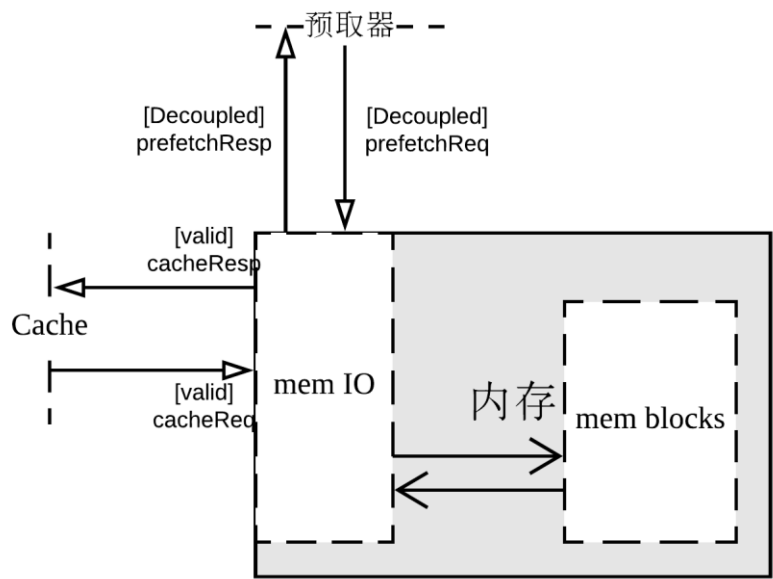 预取器
[Decoupled]
prefetchResp
[Decoupled]
prefetchReq
[valid]
cacheResp
Cache
[valid]
cacheReq
mem IO
内存
mem blocks